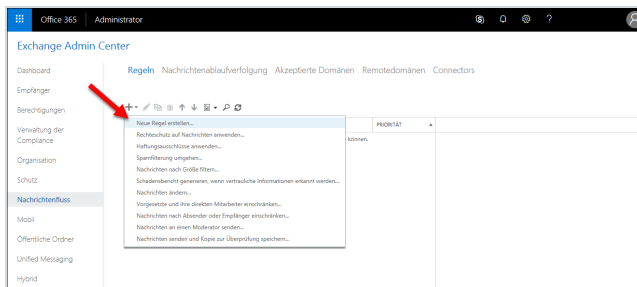 Office 365 Administrator
Exchange Admin Center
Dashboard
Empfänger
Berechtigungen
Verwaltung der
Compliance
Organisation
Schutz
Nachrichtenfluss
Mobil
Öffentliche Ordner
Unified Messaging
Hybrid
Regeln Nachrichtenablaufverfolgung Akzeptierte Domänen Remotedomänen Connectors
PRIORITÄT
können.
Neue Regel erstellen...
Rechteschutz auf Nachrichten anwenden...
Haftungsausschlüsse anwenden...
Spamfilterung umgehen...
Nachrichten nach Größe filtern...
Schadensbericht generieren, wenn vertrauliche Informationen erkannt werden...
Nachrichten ändern...
Vorgesetzte und ihre direkten Mitarbeiter einschränken...
Nachrichten nach Absender oder Empfänger einschränken...
Nachrichten an einen Moderator senden...
Nachrichten senden und Kopie zur Überprüfung speichern...